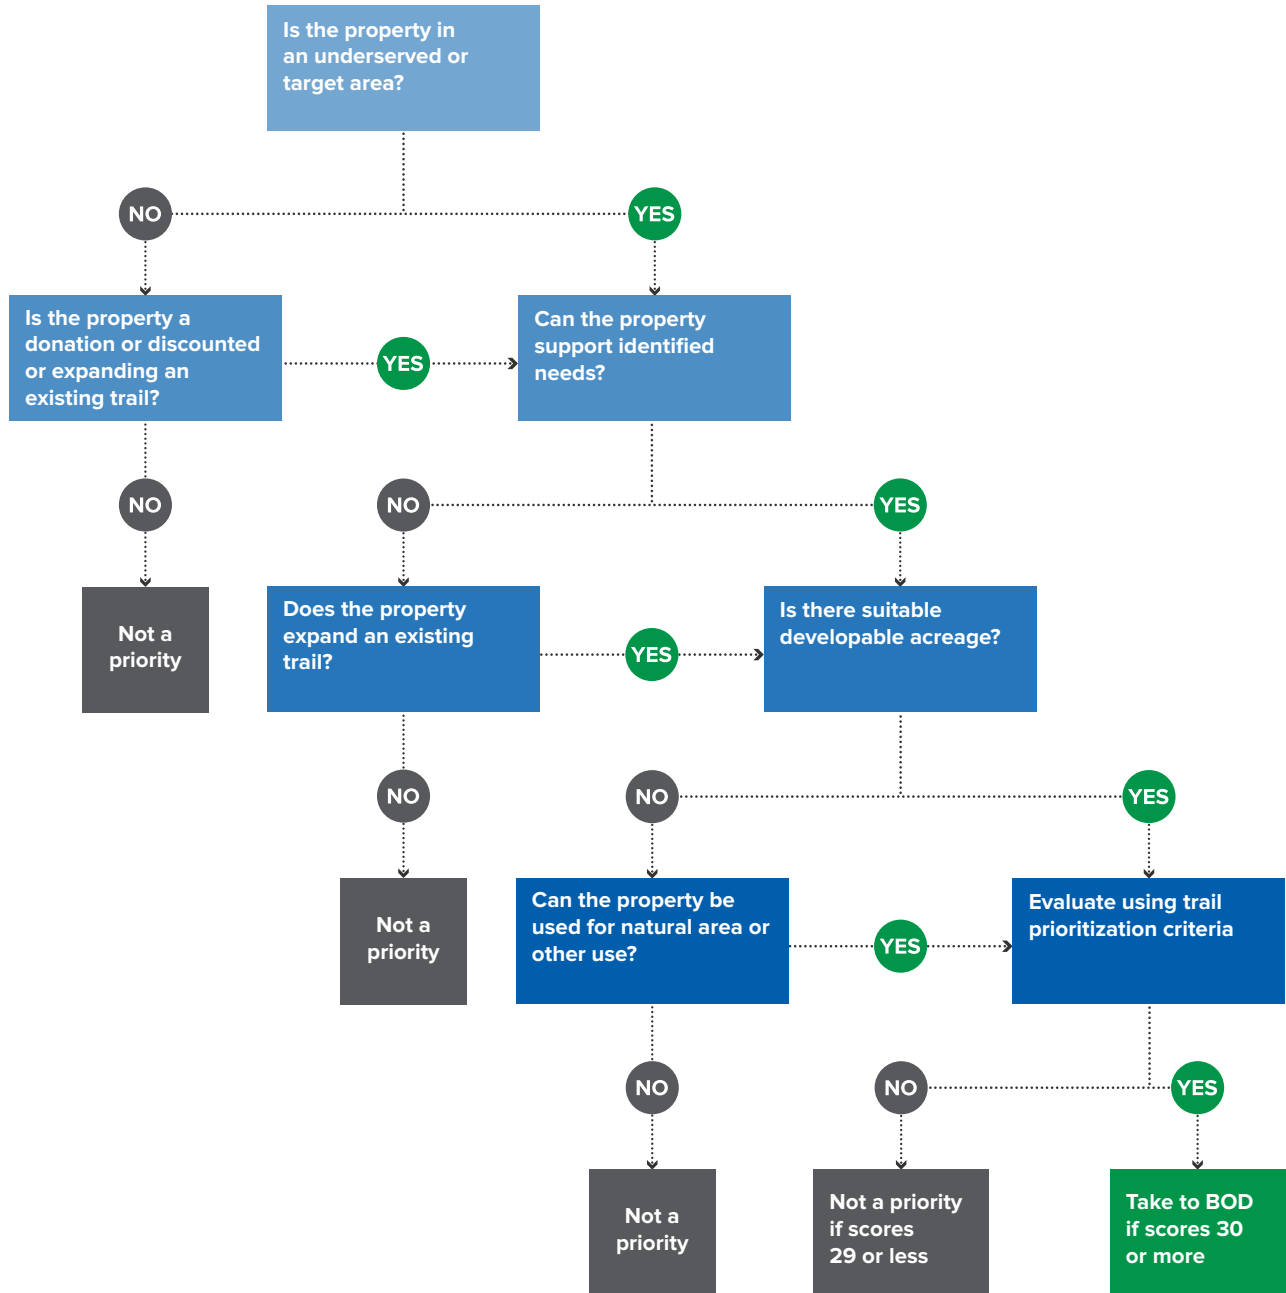 Is the property in
an underserved or
target area?
NO
YES
Is the property a
donation or discounted
or expanding an
existing trail?
YES
Can the property
support identified
needs?
NO
NO
YES
Not a
priority
Does the property
expand an existing
trail?
YES
Is there suitable
developable acreage?
NO
NO
YES
Not a
priority
Can the property be
used for natural area or
other use?
YES
Evaluate using trail
prioritization criteria
NO
NO
YES
Not a
priority
Not a priority
if scores
29 or less
Take to BOD
if scores 30
or more